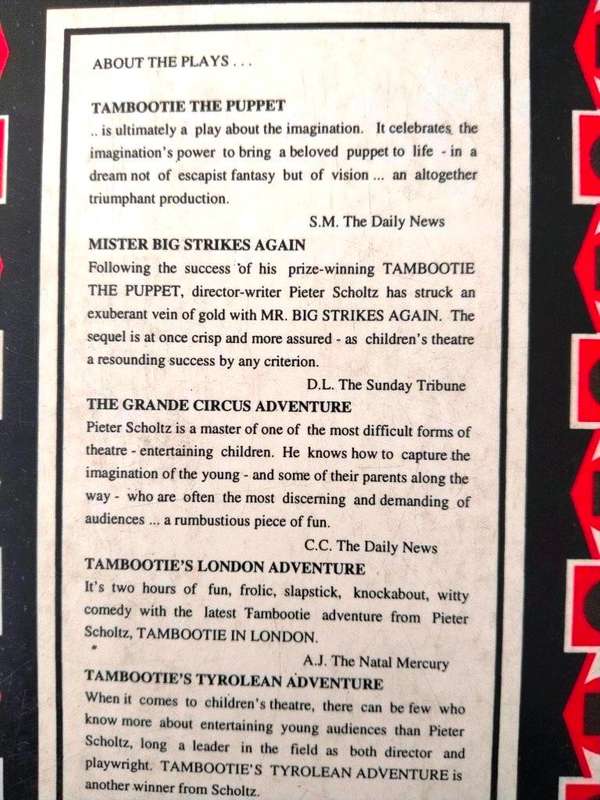 ABOUT THE PLAYS . . .
TAMBOOTIE THE PUPPET
.. is ultimately a play about the imagination. It celebrates the
imagination's power to bring a beloved puppet to life - in a
dream not of escapist fantasy but of vision ... an altogether
triumphant production.
S.M. The Daily News
MISTER BIG STRIKES AGAIN
Following the success of his prize-winning TAMBOOTIE
THE PUPPET, director-writer Pieter Scholtz has struck an
exuberant vein of gold with MR. BIG STRIKES AGAIN. The
sequel is at once crisp and more assured - as children's theatre
a resounding success by any criterion.
D.L. The Sunday Tribune
THE GRANDE CIRCUS ADVENTURE
Pieter Scholtz is a master of one of the most difficult forms of
theatre - entertaining children. He knows how to capture the
imagination of the young - and some of their parents along the
way - who are often the most discerning and demanding of
audiences ... a rumbustious piece of fun.
C.C. The Daily News
TAMBOOTIE'S LONDON ADVENTURE
It's two hours of fun, frolic, slapstick, knockabout, witty
comedy with the latest Tambootie adventure from Pieter
Scholtz, TAMBOOTIE IN LONDON.
A.J. The Natal Mercury
TAMBOOTIE'S TYROLEAN ADVENTURE
When it comes to children's theatre, there can be few who
know more about entertaining young audiences than Pieter
Scholtz, long a leader in the field as both director and
playwright. TAMBOOTIE'S TYROLEAN ADVENTURE is
another winner from Scholtz.